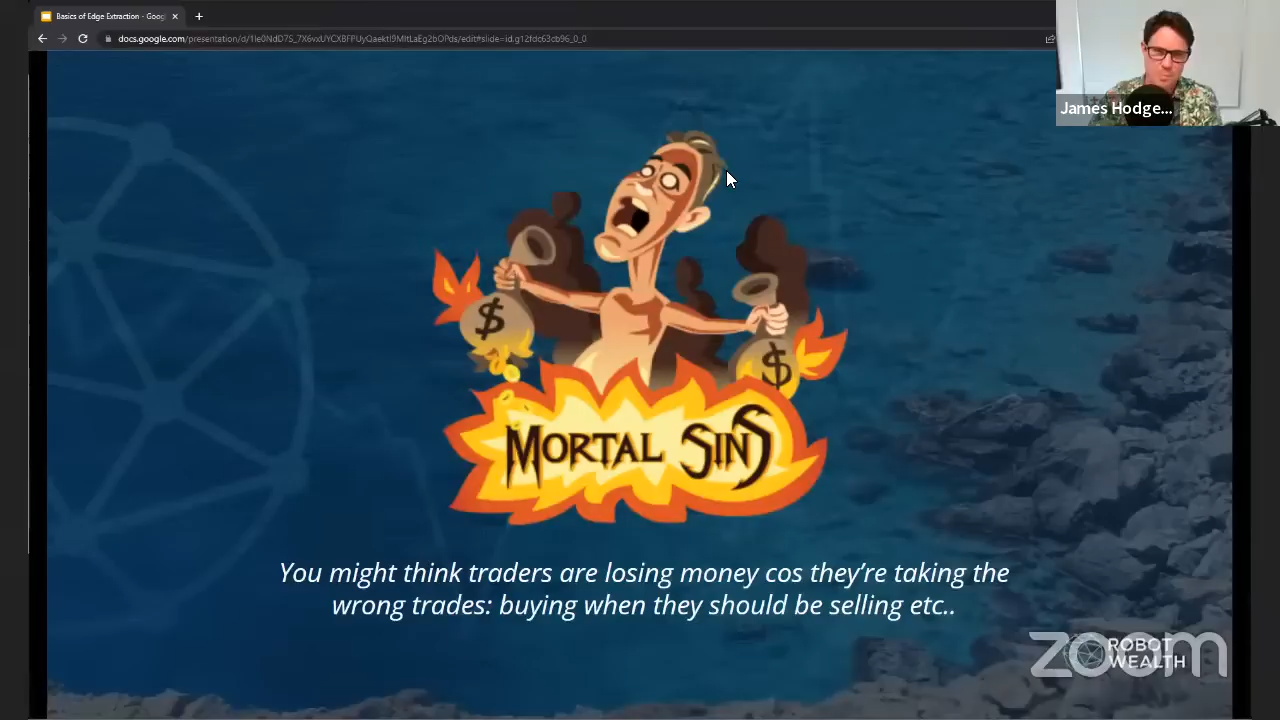 Basics of Edge Extraction - Goog
docs.google.com/presentation/d/1le0NdD7S_7X6vxUYCXBFPUyQaektI9MltLaEg2bOPds/edit#slide=id.g12fdc63cb96_0_0
James Hodge...
$
$
MORTAL SINS
You might think traders are losing money cos they’re taking the
wrong trades: buying when they should be selling etc..
zoom
ROBOT
WEALTH